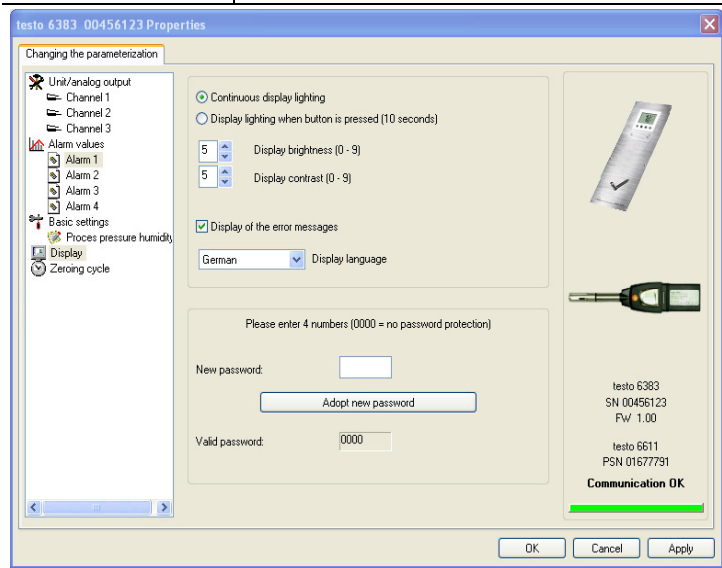 testo 6383 00456123 Properties
Changing the parameterization
Unit/analog output
Channel 1
Channel 2
Channel 3
Alarm values
Alarm 1
Alarm 2
Alarm 3
Alarm 4
Basic settings
Proces pressure humidity
Display
Zeroing cycle
Continuous display lighting
Display lighting when button is pressed (10 seconds)
5 Display brightness (0 - 9)
5 Display contrast (0 - 9)
Display of the error messages
German Display language
Please enter 4 numbers (0000 = no password protection)
New password:
Adopt new password
Valid password: 0000
testo 6383
SN 00456123
FW 1.00
testo 6611
PSN 01677791
Communication OK
OK Cancel Apply